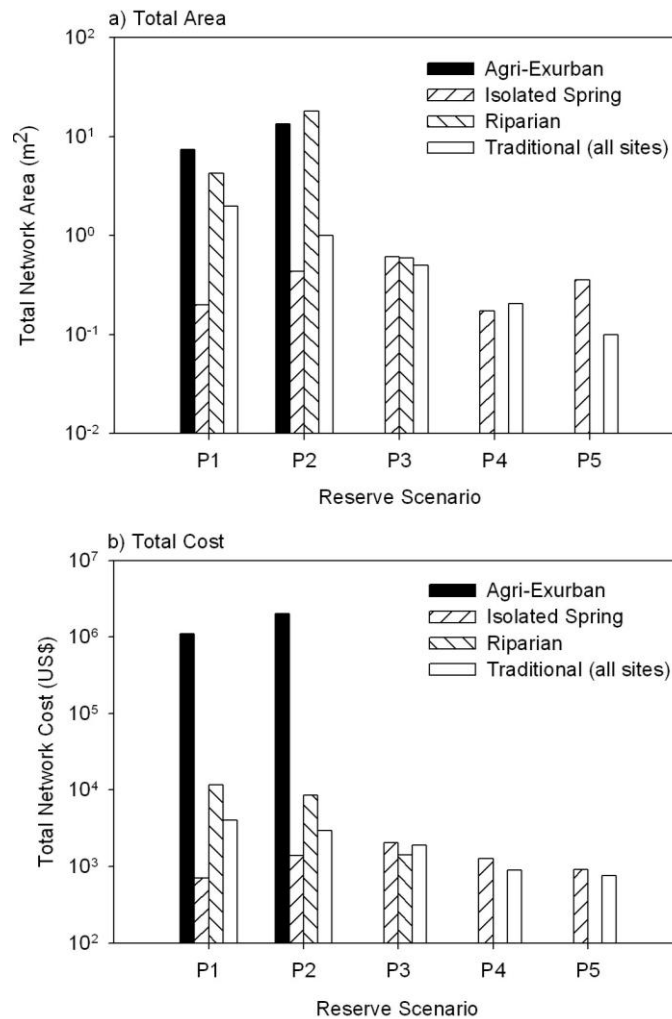 a) Total Area
10²
10¹
10⁰
10⁻¹
10⁻²
Total Network Area (m²)
Agri-Exurban
Isolated Spring
Riparian
Traditional (all sites)
P1 P2 P3 P4 P5
Reserve Scenario
b) Total Cost
10⁷
10⁶
10⁵
10⁴
10³
10²
Total Network Cost (US$)
Agri-Exurban
Isolated Spring
Riparian
Traditional (all sites)
P1 P2 P3 P4 P5
Reserve Scenario